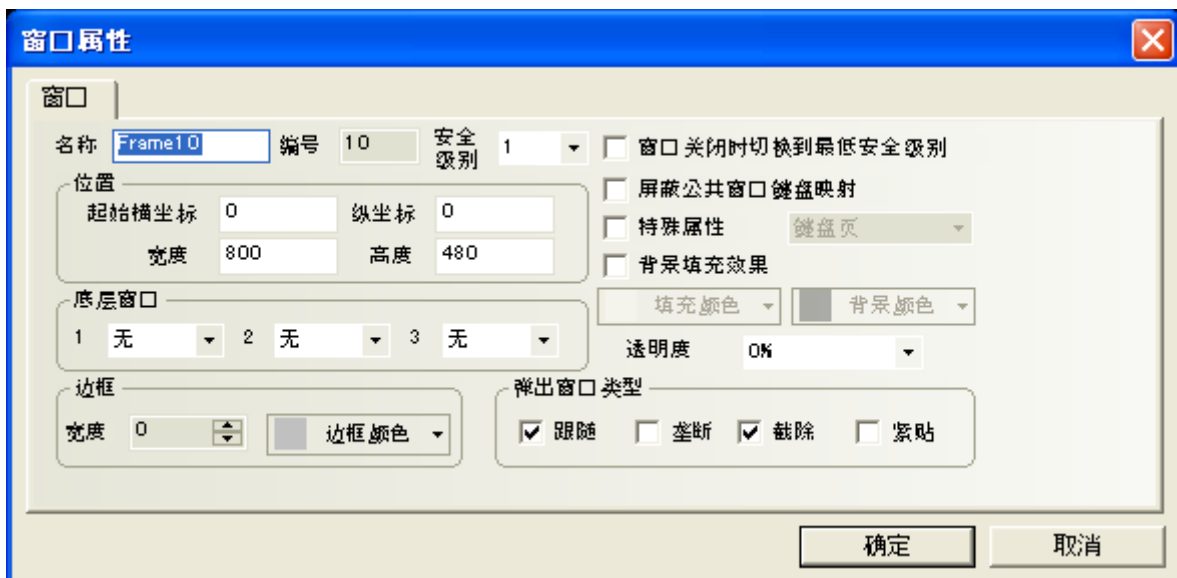 窗口属性
窗口
名称 Frame10 编号 10 安全级别 1 窗口关闭时切换到最低安全级别
位置 屏蔽公共窗口键盘映射
起始横坐标 0 纵坐标 0 特殊属性 键盘页
宽度 800 高度 480 背景填充效果
底层窗口 填充颜色 背景颜色
1 无 2 无 3 无 透明度 0%
边框 弹出窗口类型
宽度 0 边框颜色 跟随 垄断 截除 紧贴
确定 取消